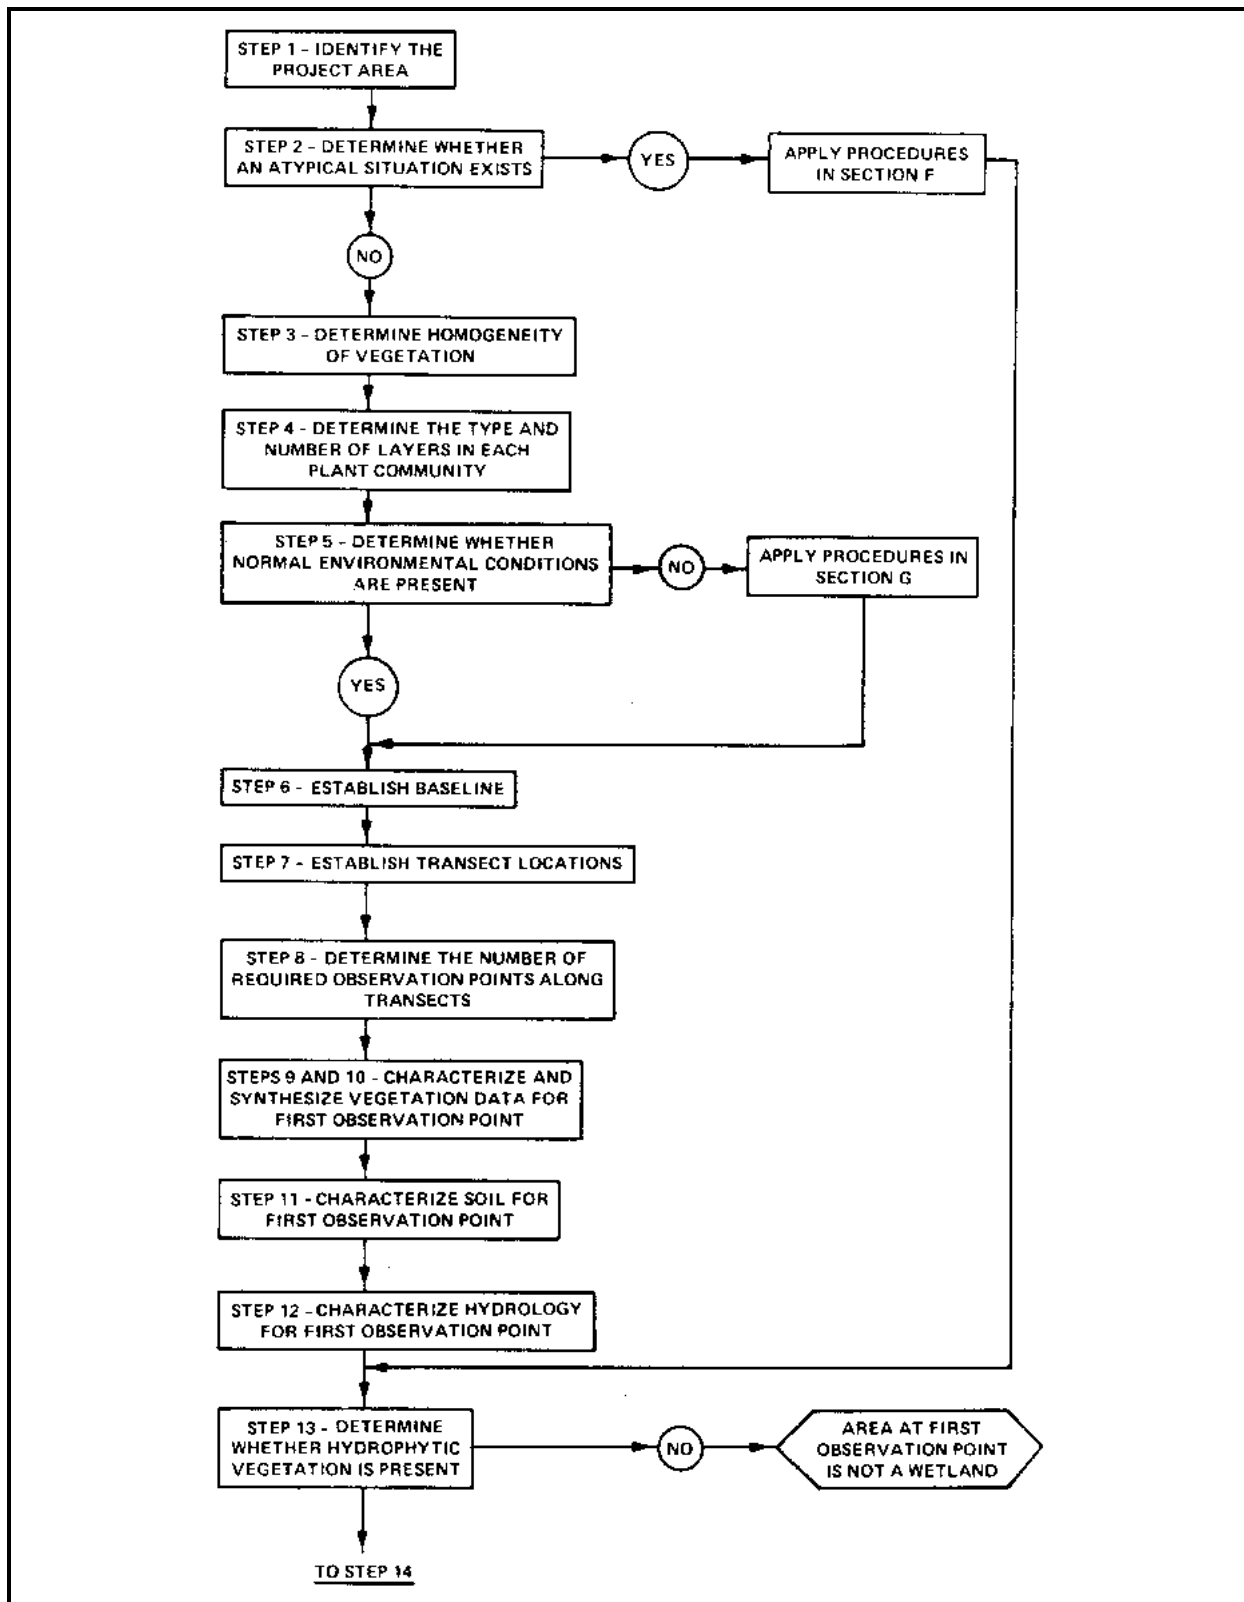 STEP 1 - IDENTIFY THE
PROJECT AREA
STEP 2 - DETERMINE WHETHER
AN ATYPICAL SITUATION EXISTS
YES
APPLY PROCEDURES
IN SECTION F
NO
STEP 3 - DETERMINE HOMOGENEITY
OF VEGETATION
STEP 4 - DETERMINE THE TYPE AND
NUMBER OF LAYERS IN EACH
PLANT COMMUNITY
STEP 5 - DETERMINE WHETHER
NORMAL ENVIRONMENTAL CONDITIONS
ARE PRESENT
NO
APPLY PROCEDURES IN
SECTION G
YES
STEP 6 - ESTABLISH BASELINE
STEP 7 - ESTABLISH TRANSECT LOCATIONS
STEP 8 - DETERMINE THE NUMBER OF
REQUIRED OBSERVATION POINTS ALONG
TRANSECTS
STEPS 9 AND 10 - CHARACTERIZE AND
SYNTHESIZE VEGETATION DATA FOR
FIRST OBSERVATION POINT
STEP 11 - CHARACTERIZE SOIL FOR
FIRST OBSERVATION POINT
STEP 12 - CHARACTERIZE HYDROLOGY
FOR FIRST OBSERVATION POINT
STEP 13 - DETERMINE
WHETHER HYDROPHYTIC
VEGETATION IS PRESENT
NO
AREA AT FIRST
OBSERVATION POINT
IS NOT A WETLAND
TO STEP 14